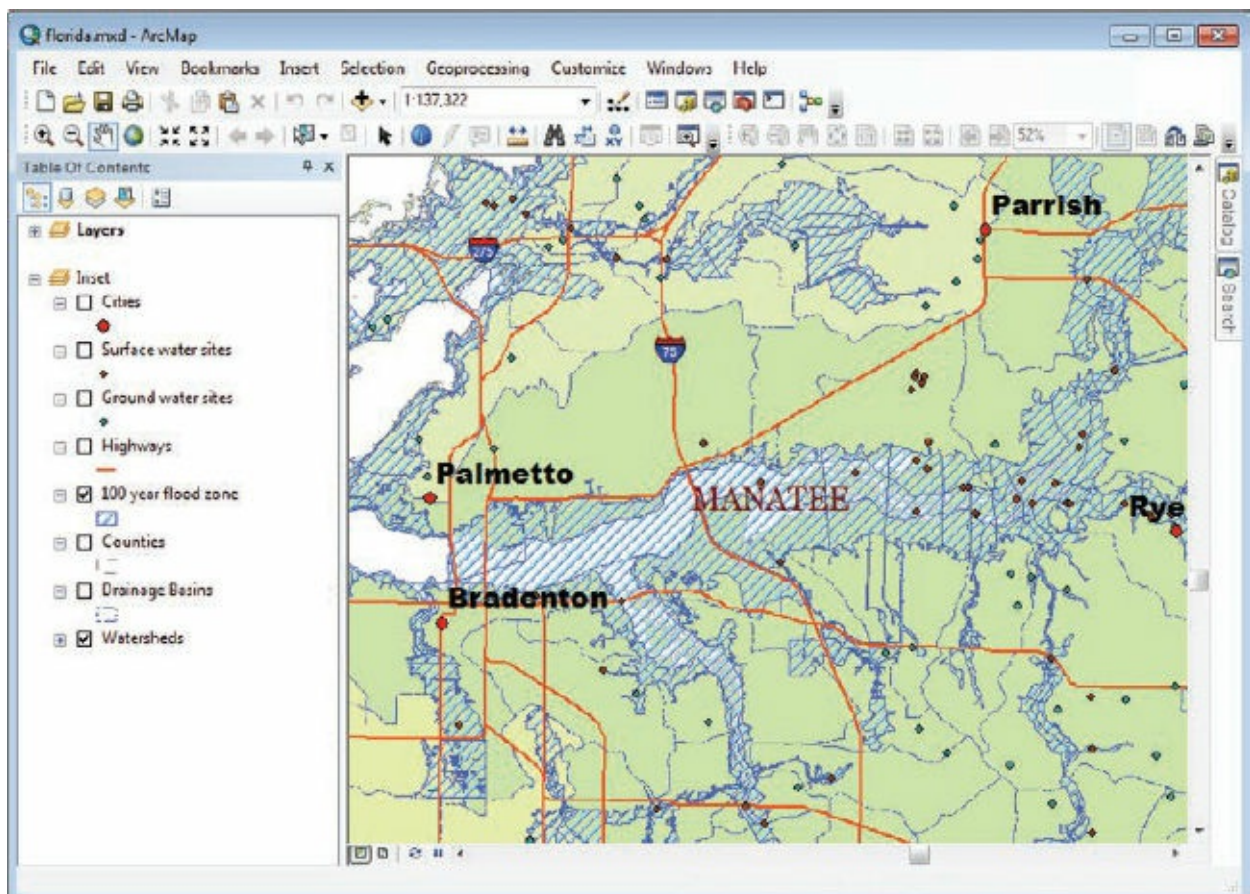 florida.mxd - ArcMap
File Edit View Bookmarks Insert Selection Geoprocessing Customize Windows Help
1:137,322
52%
Table Of Contents
Layers
Inset
Cities
Surface water sites
Ground water sites
Highways
100 year flood zone
Counties
Drainage Basins
Watersheds
Parrish
275
75
Palmetto
MANATEE
Rye
Bradenton
Catalog
Search